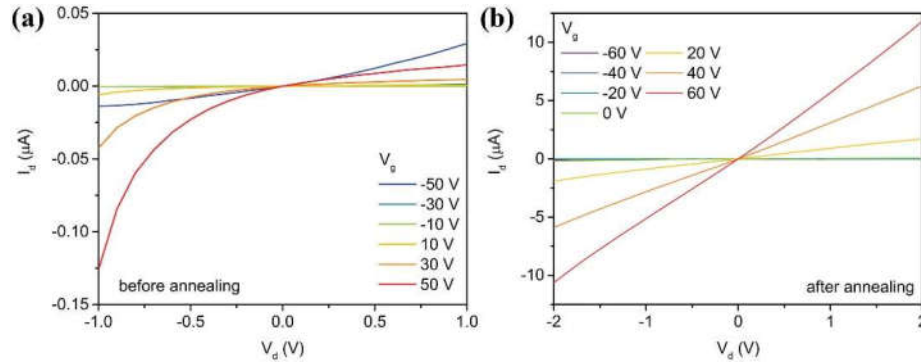 (a)
0.05
0.00
-0.05
-0.10
-0.15
I_d (μA)
V_g
-50 V
-30 V
-10 V
10 V
30 V
50 V
before annealing
-1.0 -0.5 0.0 0.5 1.0
V_d (V)
(b)
10
5
0
-5
-10
I_d (μA)
V_g
-60 V 20 V
-40 V 40 V
-20 V 60 V
0 V
after annealing
-2 -1 0 1 2
V_d (V)